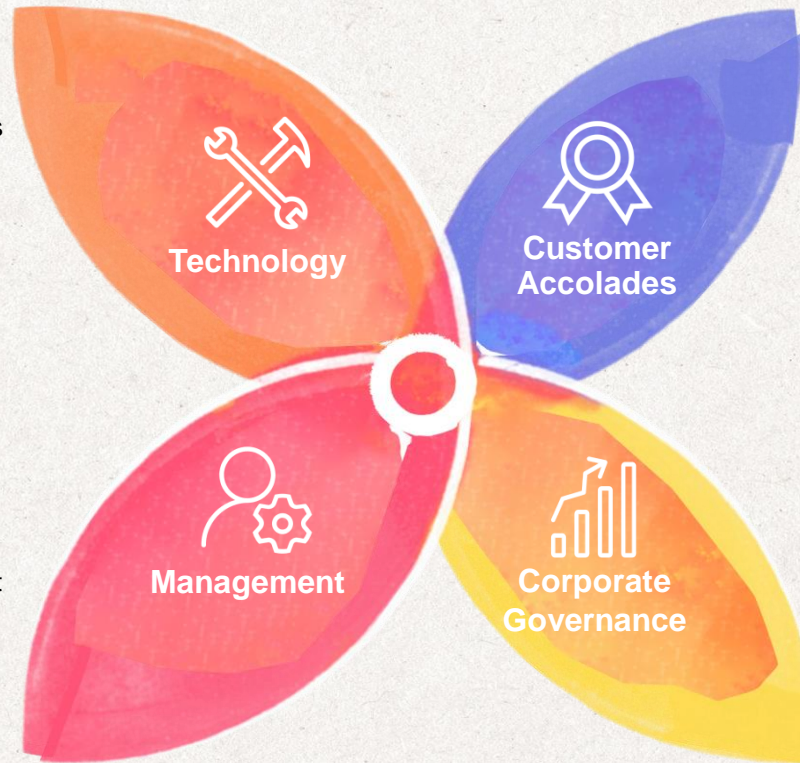 Technology
Customer
Accolades
Management
Corporate
Governance